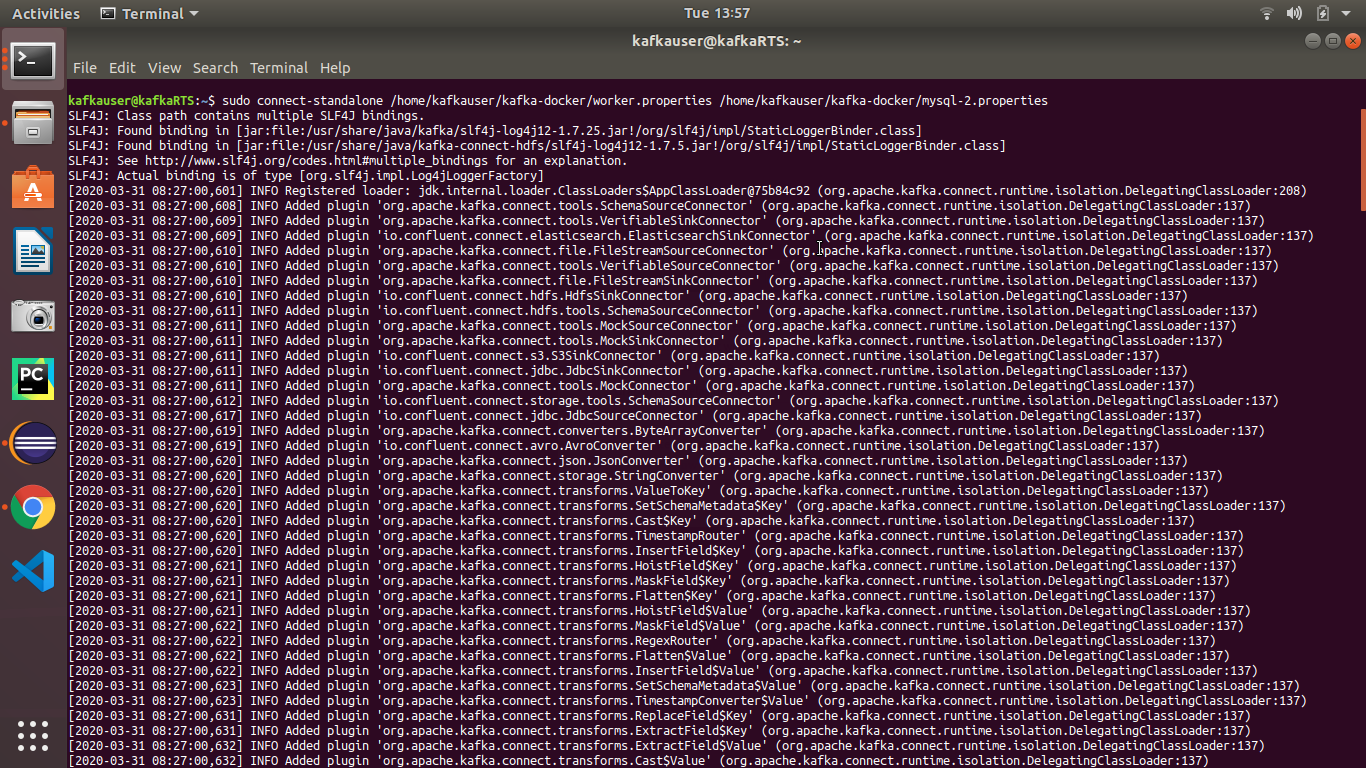 Activities Terminal Tue 13:57
kafkauser@kafkaRTS: ~
File Edit View Search Terminal Help
kafkauser@kafkaRTS:~$ sudo connect-standalone /home/kafkauser/kafka-docker/worker.properties /home/kafkauser/kafka-docker/mysql-2.properties
SLF4J: Class path contains multiple SLF4J bindings.
SLF4J: Found binding in [jar:file:/usr/share/java/kafka/slf4j-log4j12-1.7.25.jar!/org/slf4j/impl/StaticLoggerBinder.class]
SLF4J: Found binding in [jar:file:/usr/share/java/kafka-connect-hdfs/slf4j-log4j12-1.7.5.jar!/org/slf4j/impl/StaticLoggerBinder.class]
SLF4J: See http://www.slf4j.org/codes.html#multiple_bindings for an explanation.
SLF4J: Actual binding is of type [org.slf4j.impl.Log4jLoggerFactory]
[2020-03-31 08:27:00,601] INFO Registered loader: jdk.internal.loader.ClassLoaders$AppClassLoader@75b84c92 (org.apache.kafka.connect.runtime.isolation.DelegatingClassLoader:208)
[2020-03-31 08:27:00,608] INFO Added plugin 'org.apache.kafka.connect.tools.SchemaSourceConnector' (org.apache.kafka.connect.runtime.isolation.DelegatingClassLoader:137)
[2020-03-31 08:27:00,609] INFO Added plugin 'org.apache.kafka.connect.tools.VerifiableSinkConnector' (org.apache.kafka.connect.runtime.isolation.DelegatingClassLoader:137)
[2020-03-31 08:27:00,609] INFO Added plugin 'io.confluent.connect.elasticsearch.ElasticsearchSinkConnector' (org.apache.kafka.connect.runtime.isolation.DelegatingClassLoader:137)
[2020-03-31 08:27:00,610] INFO Added plugin 'org.apache.kafka.connect.file.FileStreamSourceConnector' (org.apache.kafka.connect.runtime.isolation.DelegatingClassLoader:137)
[2020-03-31 08:27:00,610] INFO Added plugin 'org.apache.kafka.connect.tools.VerifiableSourceConnector' (org.apache.kafka.connect.runtime.isolation.DelegatingClassLoader:137)
[2020-03-31 08:27:00,610] INFO Added plugin 'org.apache.kafka.connect.file.FileStreamSinkConnector' (org.apache.kafka.connect.runtime.isolation.DelegatingClassLoader:137)
[2020-03-31 08:27:00,610] INFO Added plugin 'io.confluent.connect.hdfs.HdfsSinkConnector' (org.apache.kafka.connect.runtime.isolation.DelegatingClassLoader:137)
[2020-03-31 08:27:00,611] INFO Added plugin 'io.confluent.connect.hdfs.tools.SchemaSourceConnector' (org.apache.kafka.connect.runtime.isolation.DelegatingClassLoader:137)
[2020-03-31 08:27:00,611] INFO Added plugin 'org.apache.kafka.connect.tools.MockSourceConnector' (org.apache.kafka.connect.runtime.isolation.DelegatingClassLoader:137)
[2020-03-31 08:27:00,611] INFO Added plugin 'org.apache.kafka.connect.tools.MockSinkConnector' (org.apache.kafka.connect.runtime.isolation.DelegatingClassLoader:137)
[2020-03-31 08:27:00,611] INFO Added plugin 'io.confluent.connect.s3.S3SinkConnector' (org.apache.kafka.connect.runtime.isolation.DelegatingClassLoader:137)
[2020-03-31 08:27:00,611] INFO Added plugin 'io.confluent.connect.jdbc.JdbcSinkConnector' (org.apache.kafka.connect.runtime.isolation.DelegatingClassLoader:137)
[2020-03-31 08:27:00,611] INFO Added plugin 'org.apache.kafka.connect.tools.MockConnector' (org.apache.kafka.connect.runtime.isolation.DelegatingClassLoader:137)
[2020-03-31 08:27:00,612] INFO Added plugin 'io.confluent.connect.storage.tools.SchemaSourceConnector' (org.apache.kafka.connect.runtime.isolation.DelegatingClassLoader:137)
[2020-03-31 08:27:00,617] INFO Added plugin 'io.confluent.connect.jdbc.JdbcSourceConnector' (org.apache.kafka.connect.runtime.isolation.DelegatingClassLoader:137)
[2020-03-31 08:27:00,619] INFO Added plugin 'org.apache.kafka.connect.converters.ByteArrayConverter' (org.apache.kafka.connect.runtime.isolation.DelegatingClassLoader:137)
[2020-03-31 08:27:00,619] INFO Added plugin 'io.confluent.connect.avro.AvroConverter' (org.apache.kafka.connect.runtime.isolation.DelegatingClassLoader:137)
[2020-03-31 08:27:00,620] INFO Added plugin 'org.apache.kafka.connect.json.JsonConverter' (org.apache.kafka.connect.runtime.isolation.DelegatingClassLoader:137)
[2020-03-31 08:27:00,620] INFO Added plugin 'org.apache.kafka.connect.storage.StringConverter' (org.apache.kafka.connect.runtime.isolation.DelegatingClassLoader:137)
[2020-03-31 08:27:00,620] INFO Added plugin 'org.apache.kafka.connect.transforms.ValueToKey' (org.apache.kafka.connect.runtime.isolation.DelegatingClassLoader:137)
[2020-03-31 08:27:00,620] INFO Added plugin 'org.apache.kafka.connect.transforms.SetSchemaMetadata$Key' (org.apache.kafka.connect.runtime.isolation.DelegatingClassLoader:137)
[2020-03-31 08:27:00,620] INFO Added plugin 'org.apache.kafka.connect.transforms.Cast$Key' (org.apache.kafka.connect.runtime.isolation.DelegatingClassLoader:137)
[2020-03-31 08:27:00,620] INFO Added plugin 'org.apache.kafka.connect.transforms.TimestampRouter' (org.apache.kafka.connect.runtime.isolation.DelegatingClassLoader:137)
[2020-03-31 08:27:00,620] INFO Added plugin 'org.apache.kafka.connect.transforms.InsertField$Key' (org.apache.kafka.connect.runtime.isolation.DelegatingClassLoader:137)
[2020-03-31 08:27:00,621] INFO Added plugin 'org.apache.kafka.connect.transforms.HoistField$Key' (org.apache.kafka.connect.runtime.isolation.DelegatingClassLoader:137)
[2020-03-31 08:27:00,621] INFO Added plugin 'org.apache.kafka.connect.transforms.MaskField$Key' (org.apache.kafka.connect.runtime.isolation.DelegatingClassLoader:137)
[2020-03-31 08:27:00,621] INFO Added plugin 'org.apache.kafka.connect.transforms.Flatten$Key' (org.apache.kafka.connect.runtime.isolation.DelegatingClassLoader:137)
[2020-03-31 08:27:00,621] INFO Added plugin 'org.apache.kafka.connect.transforms.HoistField$Value' (org.apache.kafka.connect.runtime.isolation.DelegatingClassLoader:137)
[2020-03-31 08:27:00,622] INFO Added plugin 'org.apache.kafka.connect.transforms.MaskField$Value' (org.apache.kafka.connect.runtime.isolation.DelegatingClassLoader:137)
[2020-03-31 08:27:00,622] INFO Added plugin 'org.apache.kafka.connect.transforms.RegexRouter' (org.apache.kafka.connect.runtime.isolation.DelegatingClassLoader:137)
[2020-03-31 08:27:00,622] INFO Added plugin 'org.apache.kafka.connect.transforms.Flatten$Value' (org.apache.kafka.connect.runtime.isolation.DelegatingClassLoader:137)
[2020-03-31 08:27:00,622] INFO Added plugin 'org.apache.kafka.connect.transforms.InsertField$Value' (org.apache.kafka.connect.runtime.isolation.DelegatingClassLoader:137)
[2020-03-31 08:27:00,623] INFO Added plugin 'org.apache.kafka.connect.transforms.SetSchemaMetadata$Value' (org.apache.kafka.connect.runtime.isolation.DelegatingClassLoader:137)
[2020-03-31 08:27:00,623] INFO Added plugin 'org.apache.kafka.connect.transforms.TimestampConverter$Value' (org.apache.kafka.connect.runtime.isolation.DelegatingClassLoader:137)
[2020-03-31 08:27:00,631] INFO Added plugin 'org.apache.kafka.connect.transforms.ReplaceField$Key' (org.apache.kafka.connect.runtime.isolation.DelegatingClassLoader:137)
[2020-03-31 08:27:00,631] INFO Added plugin 'org.apache.kafka.connect.transforms.ExtractField$Key' (org.apache.kafka.connect.runtime.isolation.DelegatingClassLoader:137)
[2020-03-31 08:27:00,632] INFO Added plugin 'org.apache.kafka.connect.transforms.ExtractField$Value' (org.apache.kafka.connect.runtime.isolation.DelegatingClassLoader:137)
[2020-03-31 08:27:00,632] INFO Added plugin 'org.apache.kafka.connect.transforms.Cast$Value' (org.apache.kafka.connect.runtime.isolation.DelegatingClassLoader:137)
PC